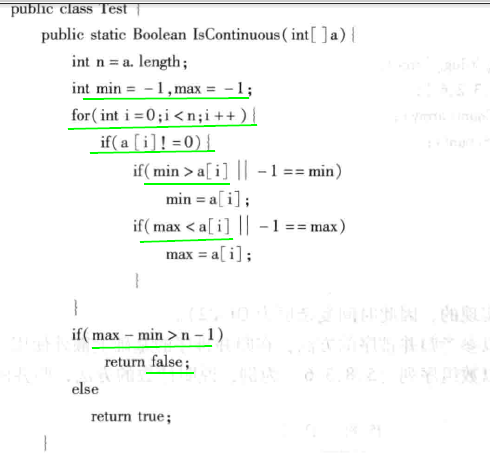 public class Test {
public static Boolean IsContinuous(int[ ]a){
int n = a. length;
int min = -1,max = -1;
for(int i =0;i <n;i ++){
if(a [i]! =0){
if(min >a[i] || -1 ==min)
min =a[i];
if(max <a[i] || -1 ==max)
max =a[i];
}
}
if(max -min >n -1)
return false;
else
return true;
}